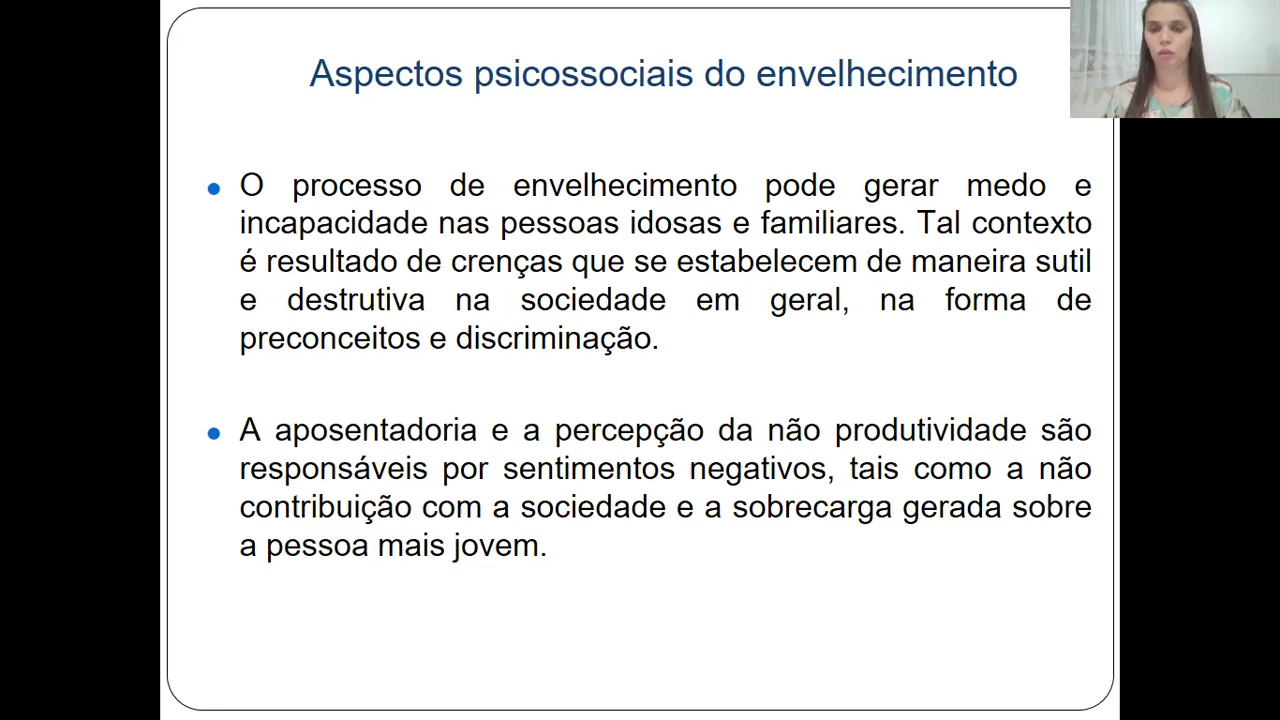 Aspectos psicossociais do envelhecimento
O processo de envelhecimento pode gerar medo e
incapacidade nas pessoas idosas e familiares. Tal contexto
é resultado de crenças que se estabelecem de maneira sutil
e destrutiva na sociedade em geral, na forma de
preconceitos e discriminação.
A aposentadoria e a percepção da não produtividade são
responsáveis por sentimentos negativos, tais como a não
contribuição com a sociedade e a sobrecarga gerada sobre
a pessoa mais jovem.